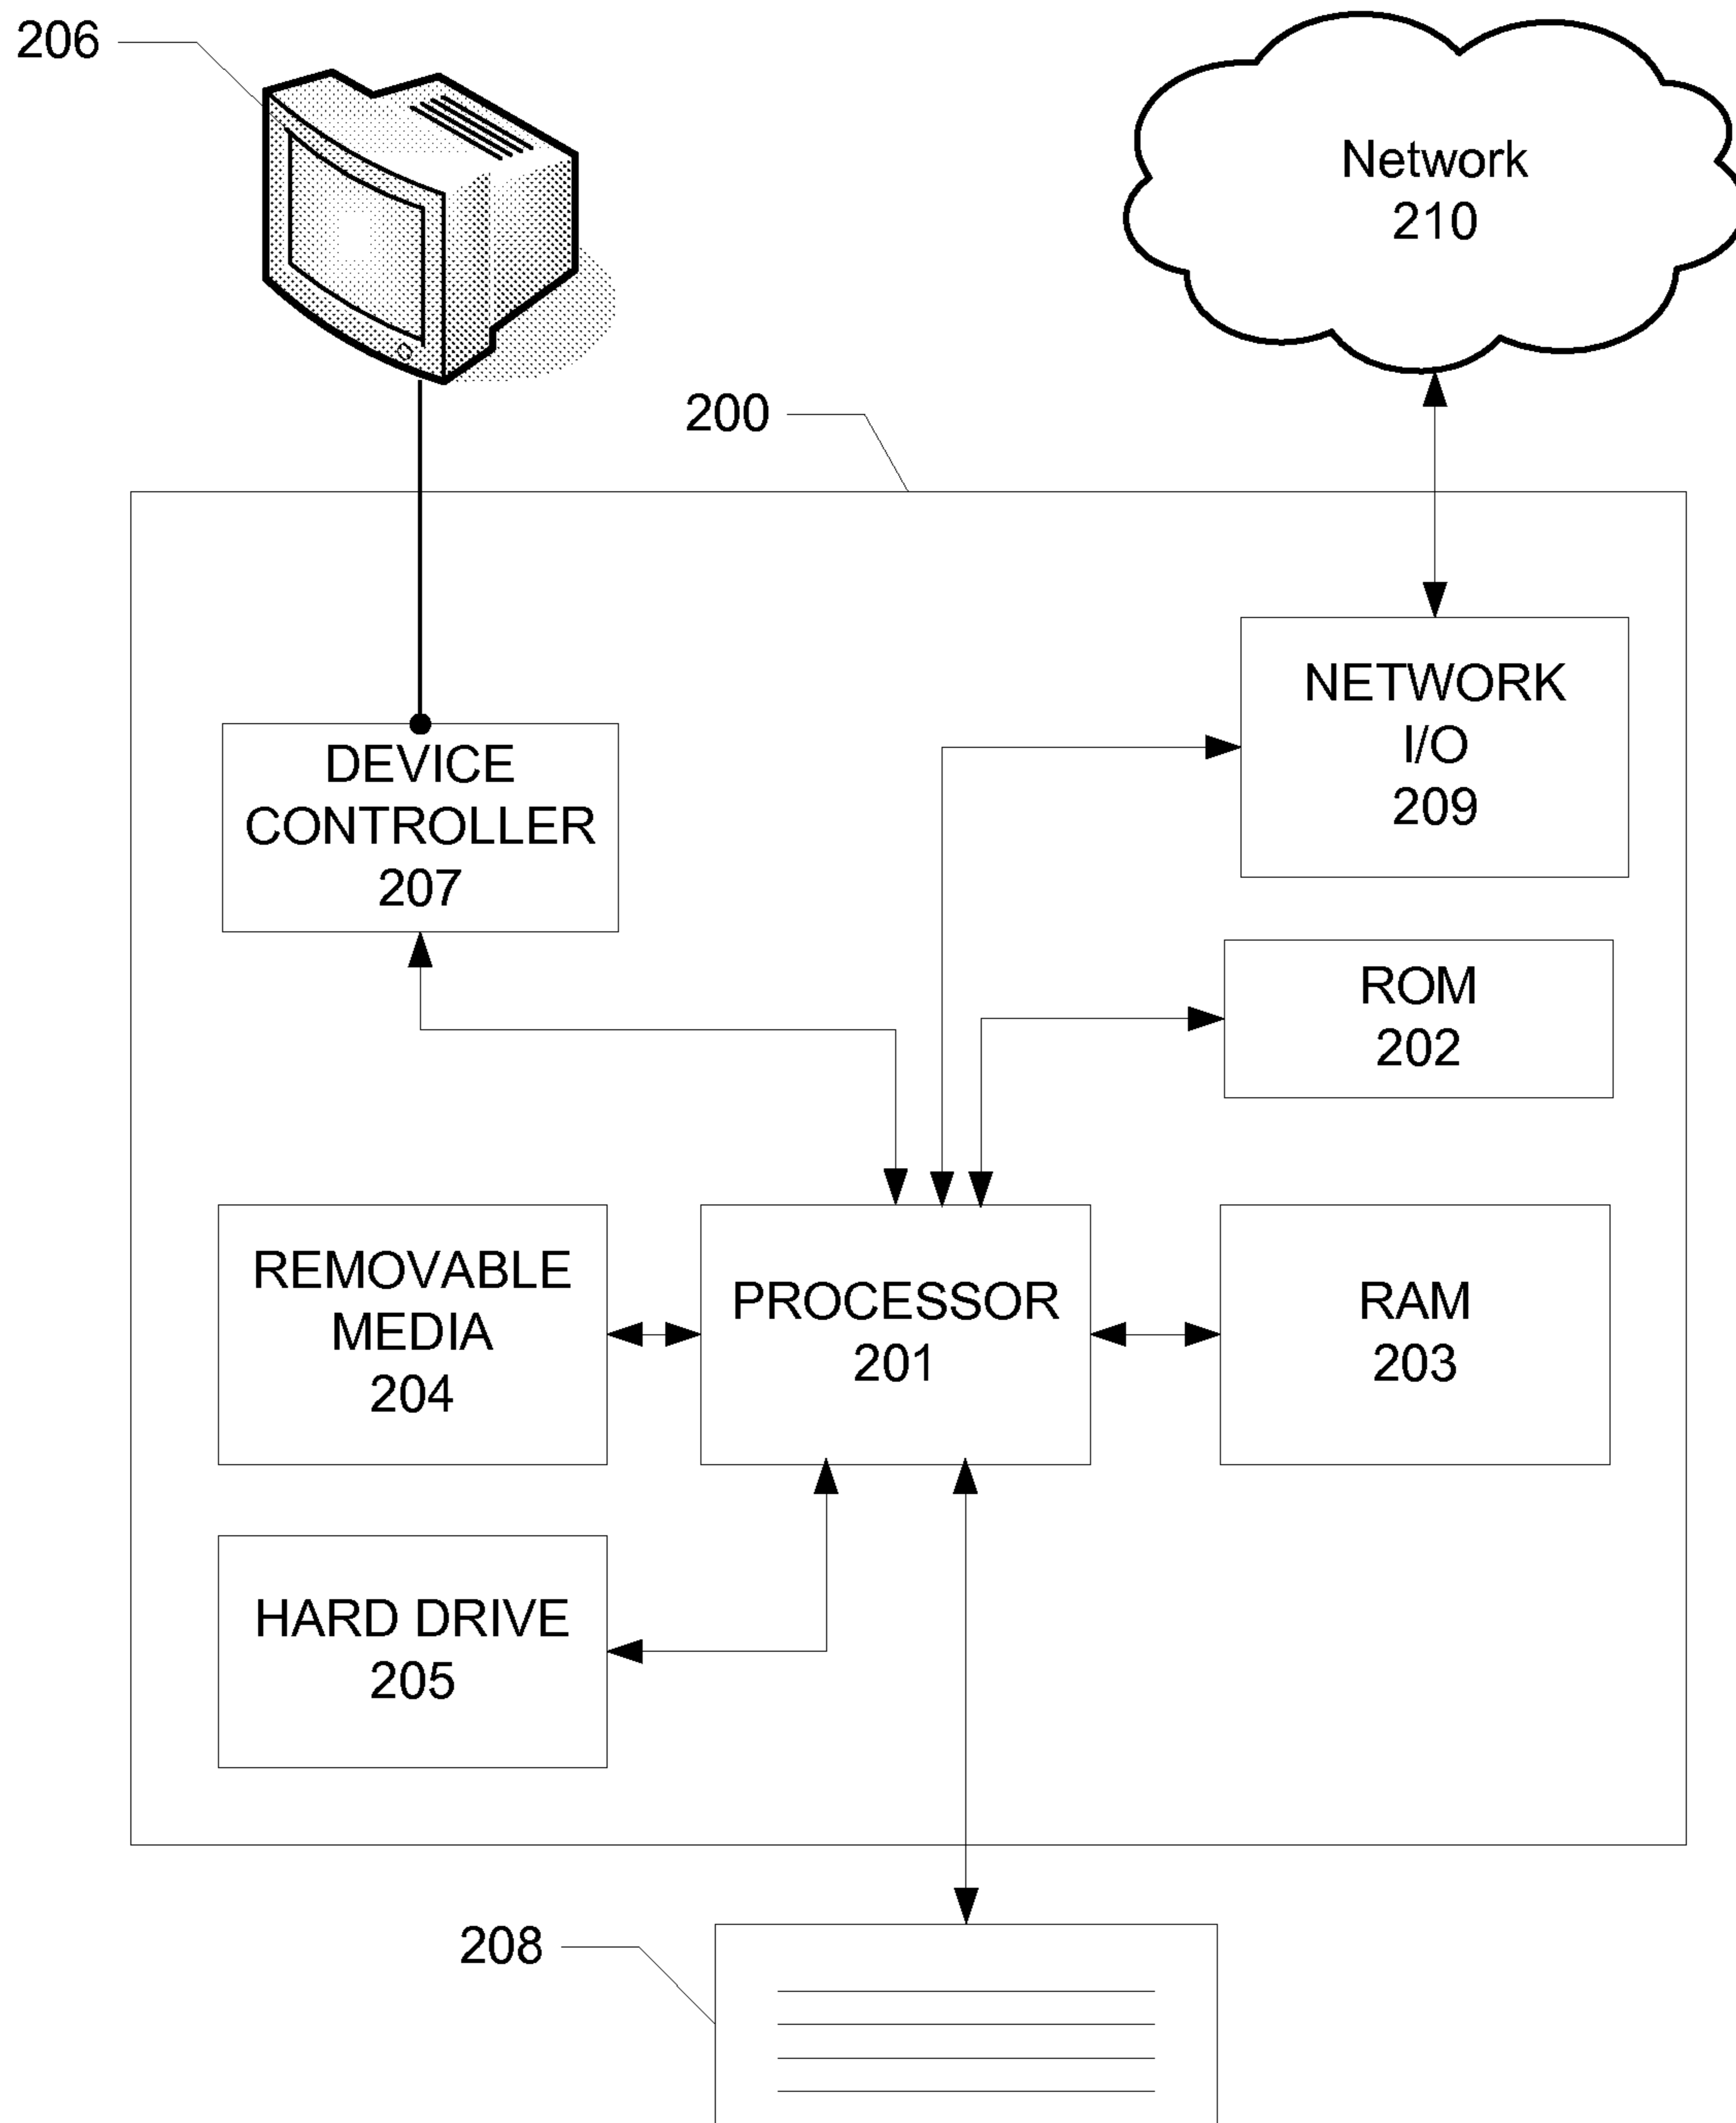 206
Network
210
200
NETWORK
I/O
209
DEVICE
CONTROLLER
207
ROM
202
REMOVABLE
MEDIA
204
PROCESSOR
201
RAM
203
HARD DRIVE
205
208